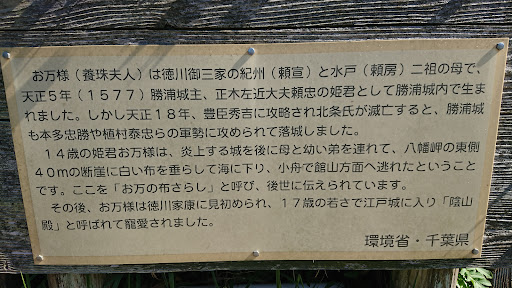 お万様（養珠夫人）は徳川御三家の紀州（頼宣）と水戸（頼房）二祖の母で、
天正5年（1577）勝浦城主、正木左近大夫頼忠の姫君として勝浦城内で生ま
れました。しかし天正18年、豊臣秀吉に攻略され北条氏が滅亡すると、勝浦城
も本多忠勝や植村泰忠らの軍勢に攻められて落城しました。
14歳の姫君お万様は、炎上する城を後に母と幼い弟を連れて、八幡岬の東側
40mの断崖に白い布を垂らして海に下り、小舟で館山方面へ逃れたということ
です。ここを「お万の布さらし」と呼び、後世に伝えられています。
その後、お万様は徳川家康に見初められ、17歳の若さで江戸城に入り「陰山
殿」と呼ばれて寵愛されました。
環境省・千葉県